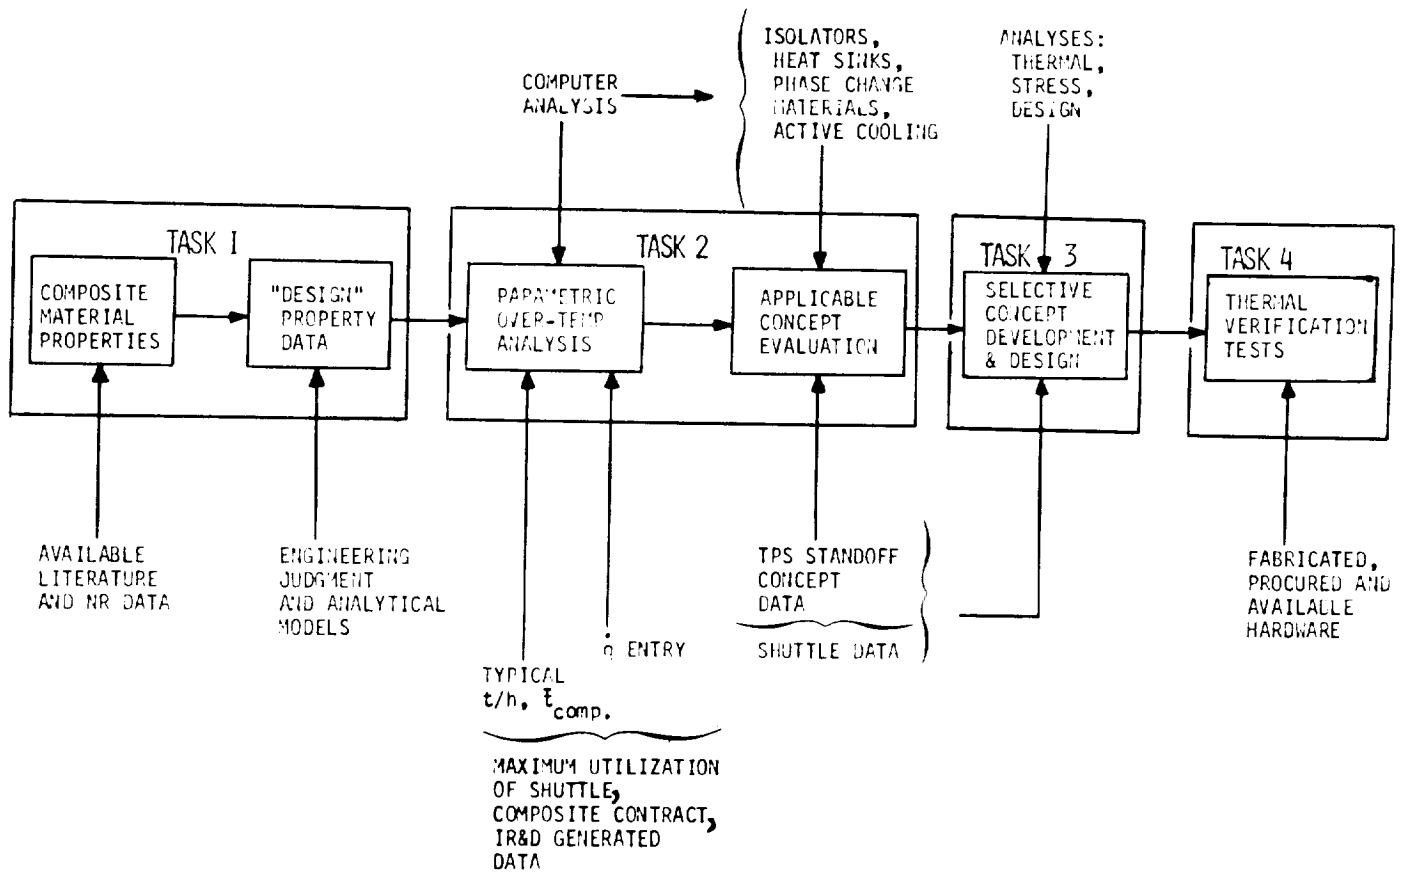 COMPUTER
ANALYSIS
ISOLATORS,
HEAT SINKS,
PHASE CHANGE
MATERIALS,
ACTIVE COOLING
ANALYSES:
THERMAL,
STRESS,
DESIGN
TASK I
COMPOSITE
MATERIAL
PROPERTIES
"DESIGN"
PROPERTY
DATA
TASK 2
PARAMETRIC
OVER-TEMP
ANALYSIS
APPLICABLE
CONCEPT
EVALUATION
TASK 3
SELECTIVE
CONCEPT
DEVELOPMENT
& DESIGN
TASK 4
THERMAL
VERIFICATION
TESTS
AVAILABLE
LITERATURE
AND NR DATA
ENGINEERING
JUDGMENT
AND ANALYTICAL
MODELS
q̇ ENTRY
TYPICAL
t/h, t̄comp.
MAXIMUM UTILIZATION
OF SHUTTLE,
COMPOSITE CONTRACT,
IR&D GENERATED
DATA
TPS STANDOFF
CONCEPT
DATA
SHUTTLE DATA
FABRICATED,
PROCURED AND
AVAILABLE
HARDWARE